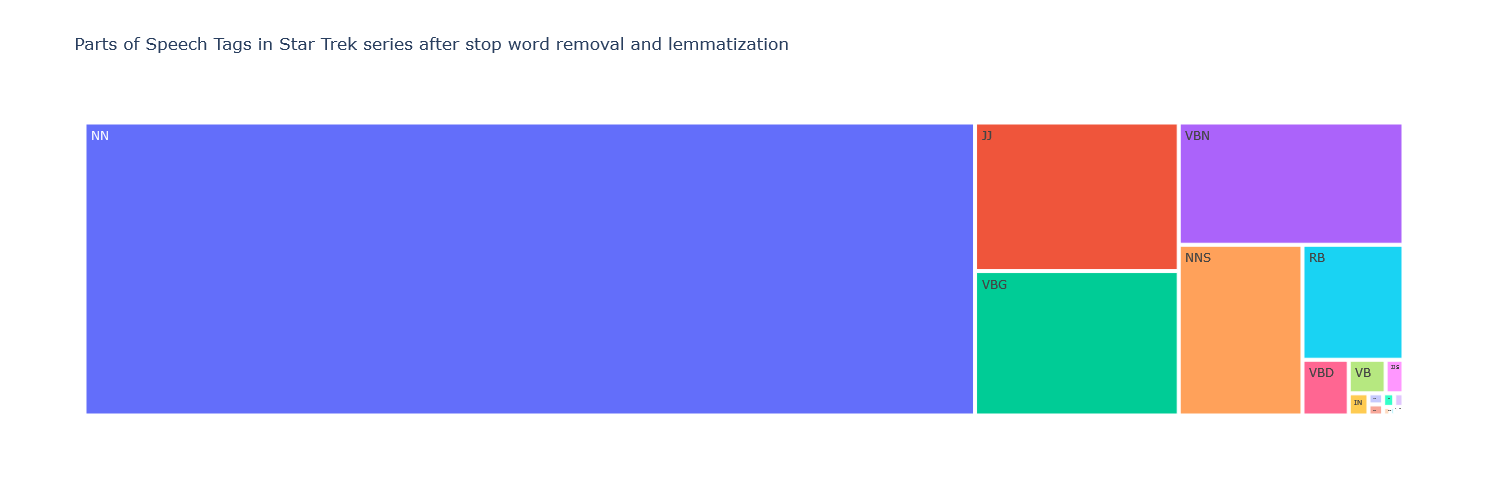 Parts of Speech Tags in Star Trek series after stop word removal and lemmatization
NN
JJ
VBN
VBG
NNS
RB
VBD
VB
JJS
IN